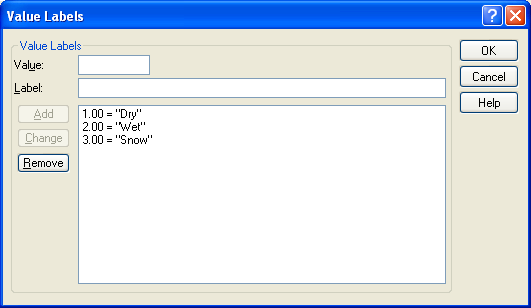 Value Labels
Value Labels
Value:
Label:
OK
Cancel
Help
Add
Change
Remove
1.00 = "Dry"
2.00 = "Wet"
3.00 = "Snow"